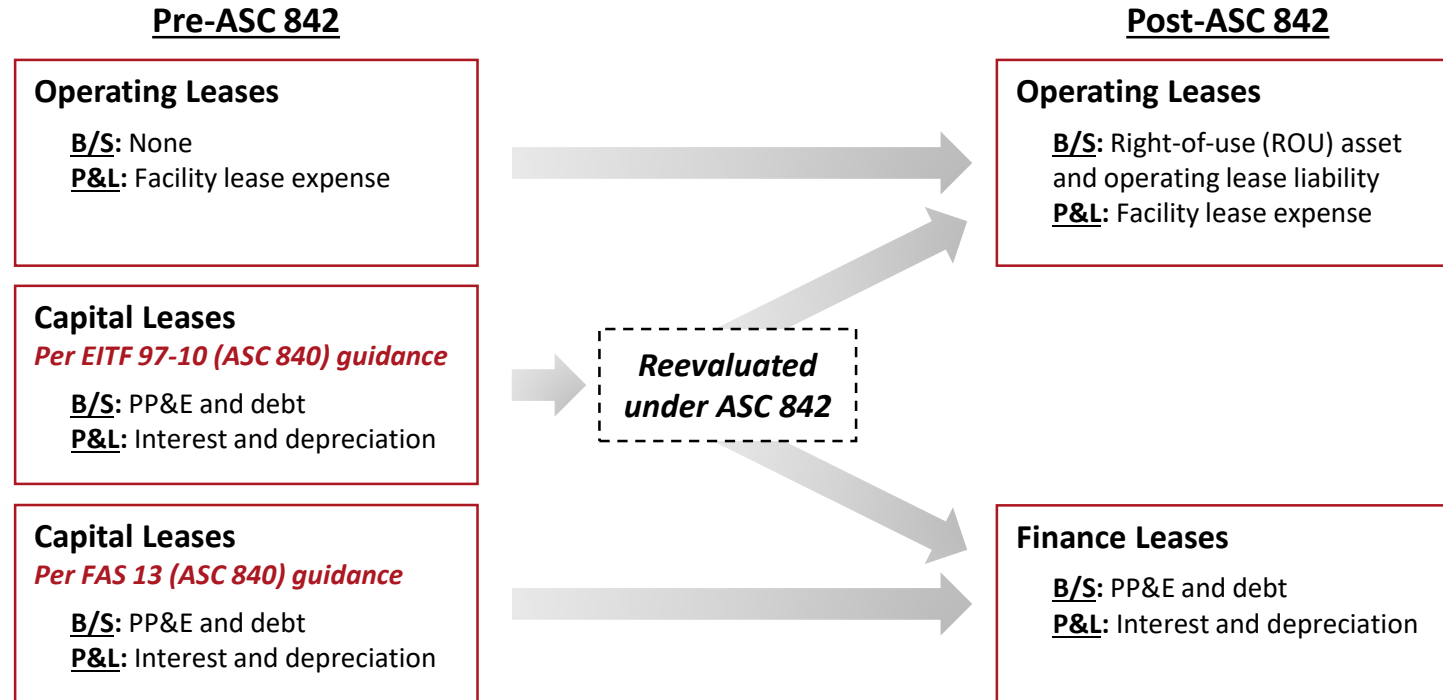 Pre-ASC 842
Operating Leases
B/S: None
P&L: Facility lease expense
Capital Leases
Per EITF 97-10 (ASC 840) guidance
B/S: PP&E and debt
P&L: Interest and depreciation
Capital Leases
Per FAS 13 (ASC 840) guidance
B/S: PP&E and debt
P&L: Interest and depreciation
Reevaluated
under ASC 842
Post-ASC 842
Operating Leases
B/S: Right-of-use (ROU) asset
and operating lease liability
P&L: Facility lease expense
Finance Leases
B/S: PP&E and debt
P&L: Interest and depreciation